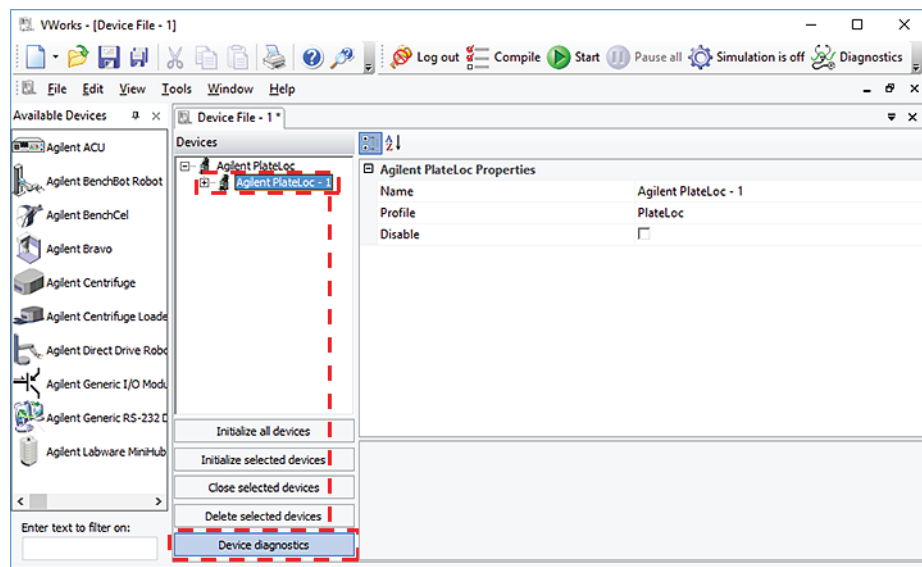 VWorks - [Device File - 1]
Log out Compile Start Pause all Simulation is off Diagnostics
File Edit View Tools Window Help
Available Devices
Device File - 1 *
Agilent ACU
Agilent BenchBot Robot
Agilent BenchCel
Agilent Bravo
Agilent Centrifuge
Agilent Centrifuge Loade
Agilent Direct Drive Robo
Agilent Generic I/O Modu
Agilent Generic RS-232 D
Agilent Labware MiniHub
Enter text to filter on:
Devices
Agilent PlateLoc
Agilent PlateLoc - 1
Initialize all devices
Initialize selected devices
Close selected devices
Delete selected devices
Device diagnostics
Agilent PlateLoc Properties
Name Agilent PlateLoc - 1
Profile PlateLoc
Disable